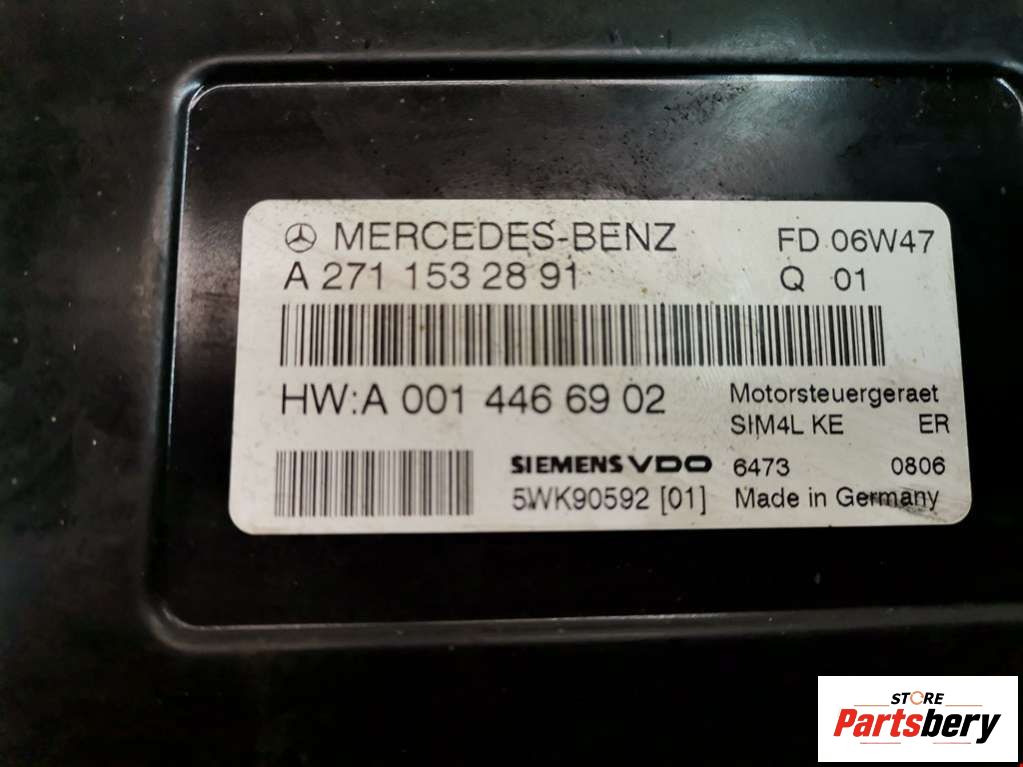 MERCEDES-BENZ FD 06W47
A 271 153 28 91 Q 01
HW:A 001 446 69 02 Motorsteuergeraet
SIM4L KE ER
SIEMENS VDO 6473 0806
5WK90592 [01] Made in Germany
STORE
Partsbery